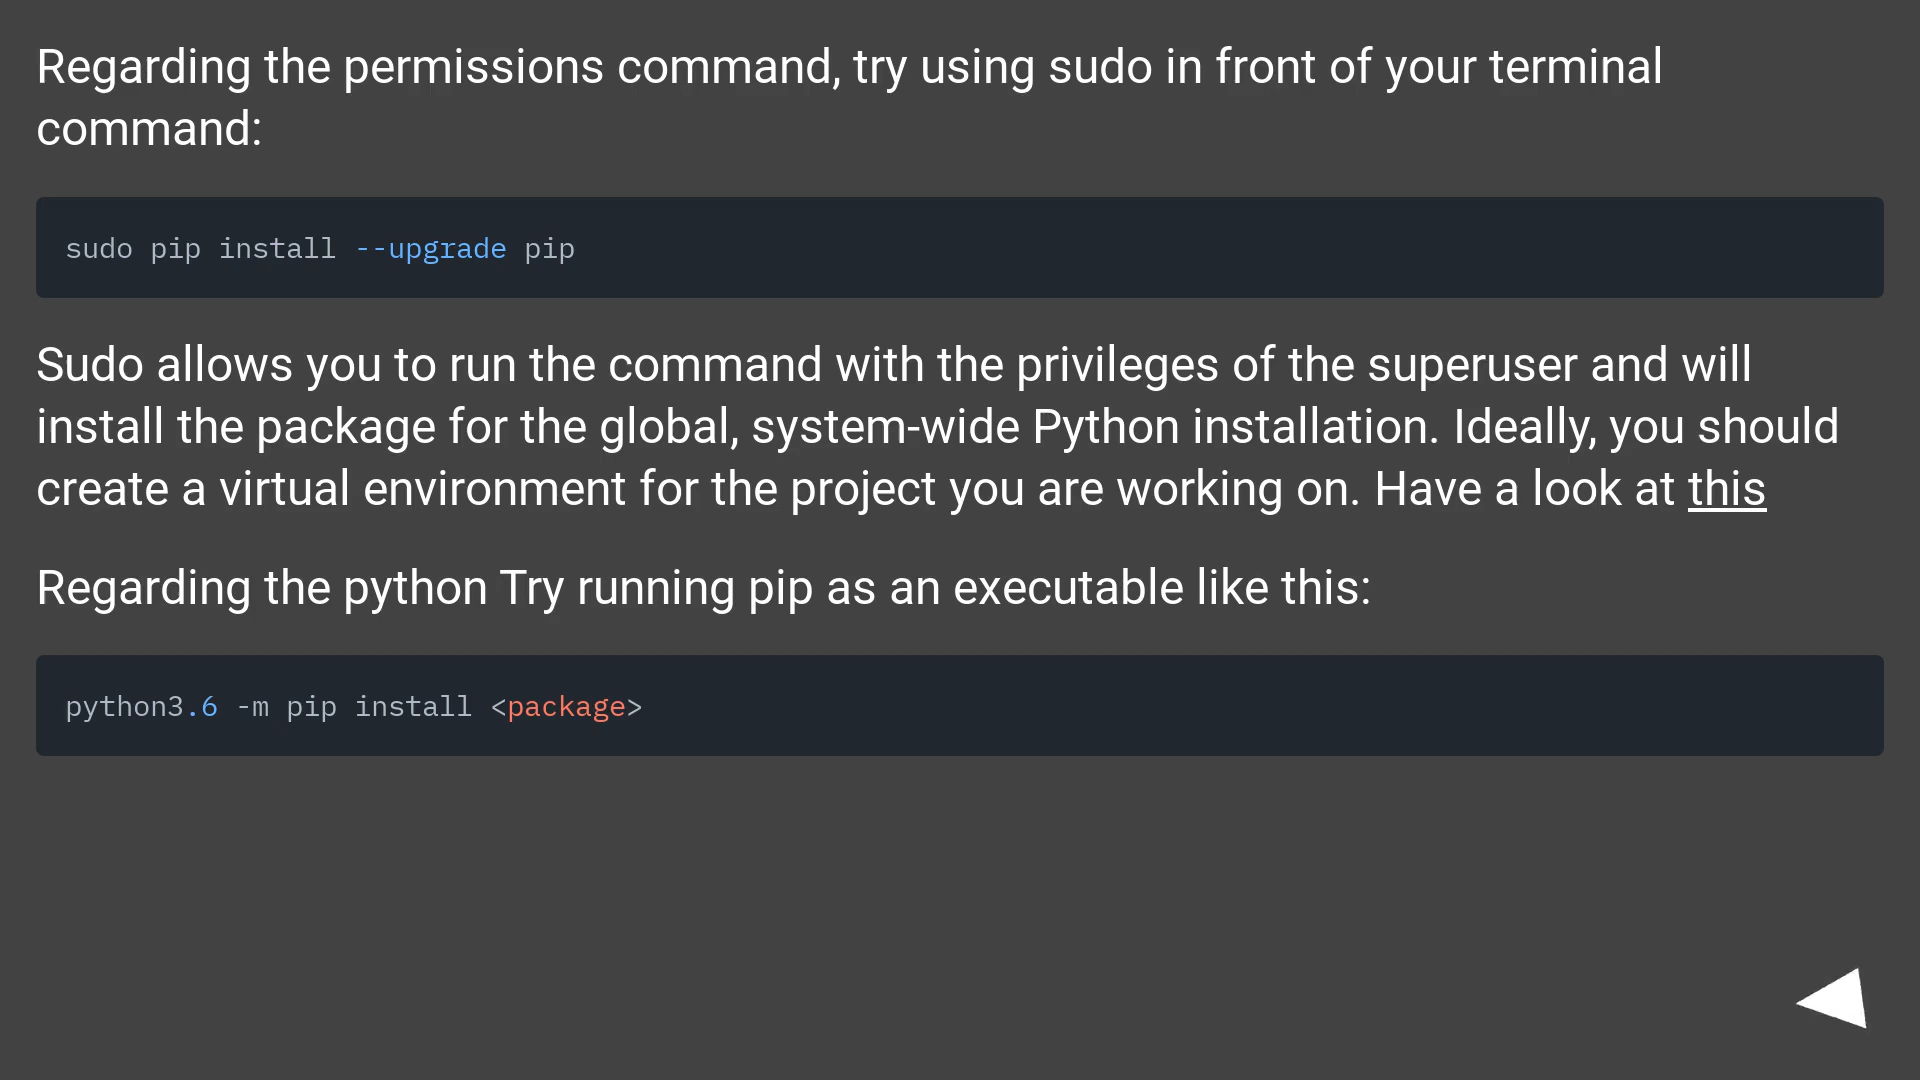 Regarding the permissions command, try using sudo in front of your terminal
command:
sudo pip install --upgrade pip
Sudo allows you to run the command with the privileges of the superuser and will
install the package for the global, system-wide Python installation. Ideally, you should
create a virtual environment for the project you are working on. Have a look at this
Regarding the python Try running pip as an executable like this:
python3.6 -m pip install <package>